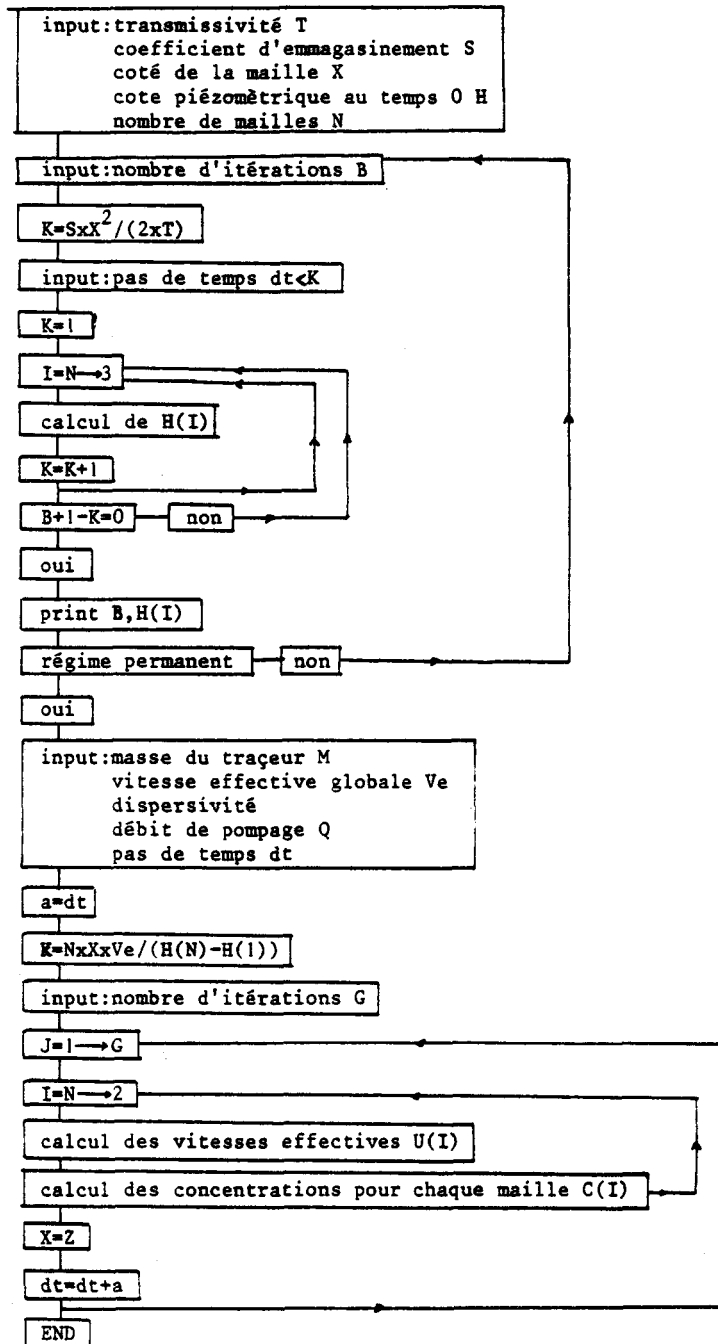 input:transmissivité T
coefficient d'emmagasinement S
coté de la maille X
cote piézomètrique au temps 0 H
nombre de mailles N
input:nombre d'itérations B
K=SxX²/(2xT)
input:pas de temps dt<K
K=1
I=N→3
calcul de H(I)
K=K+1
B+1-K=0 non
oui
print B,H(I)
régime permanent non
oui
input:masse du traçeur M
vitesse effective globale Ve
dispersivité
débit de pompage Q
pas de temps dt
a=dt
K=NxXxVe/(H(N)-H(1))
input:nombre d'itérations G
J=1→G
I=N→2
calcul des vitesses effectives U(I)
calcul des concentrations pour chaque maille C(I)
X=Z
dt=dt+a
END